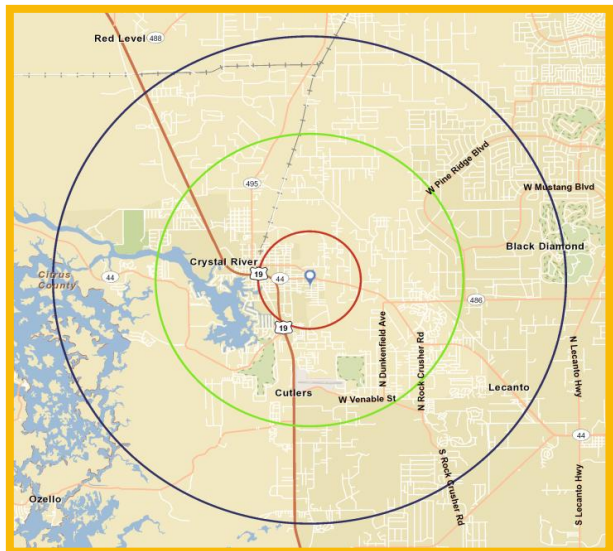 Red Level
488
W Pine Ridge Blvd
495
W Mustang Blvd
Black Diamond
Crystal River
19
44
Citrus
County
44
486
19
N Dunkenfield Ave
N Rock Crusher Rd
N Lecanto Hwy
Cutlers
W Venable St
Lecanto
44
S Rock Crusher Rd
S Lecanto Hwy
Ozello